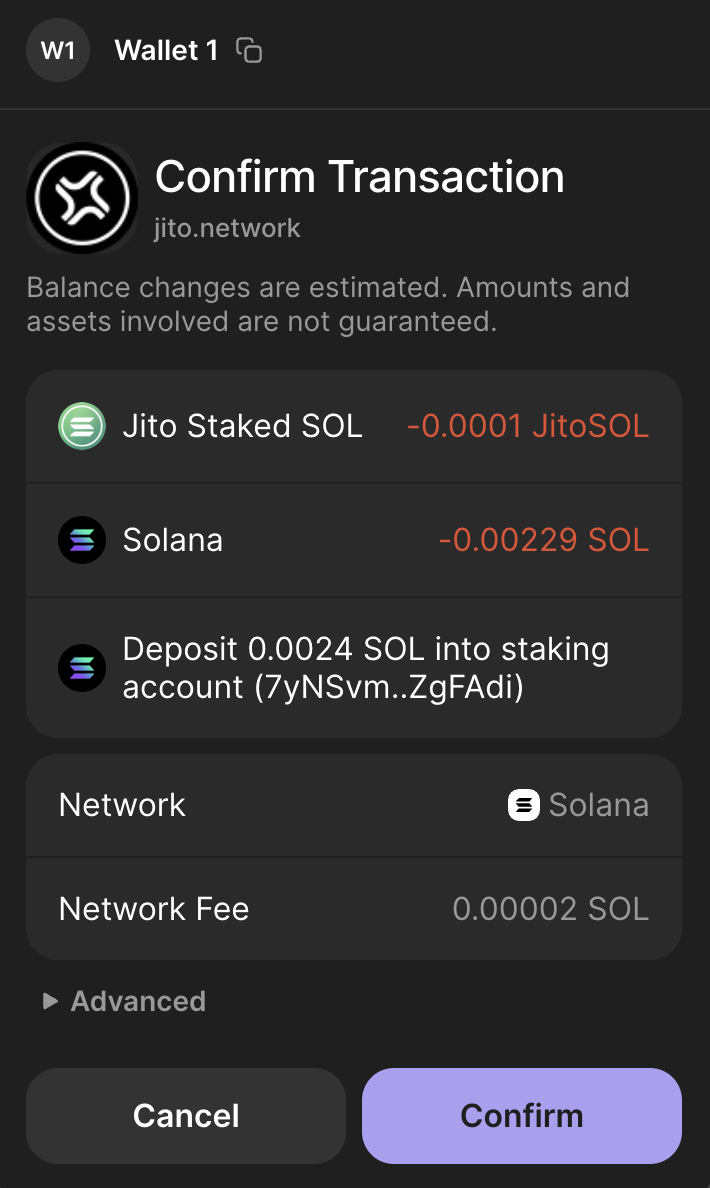 W1 Wallet 1
Confirm Transaction
jito.network
Balance changes are estimated. Amounts and
assets involved are not guaranteed.
Jito Staked SOL -0.0001 JitoSOL
Solana -0.00229 SOL
Deposit 0.0024 SOL into staking
account (7yNSvm..ZgFAdi)
Network Solana
Network Fee 0.00002 SOL
Advanced
Cancel Confirm